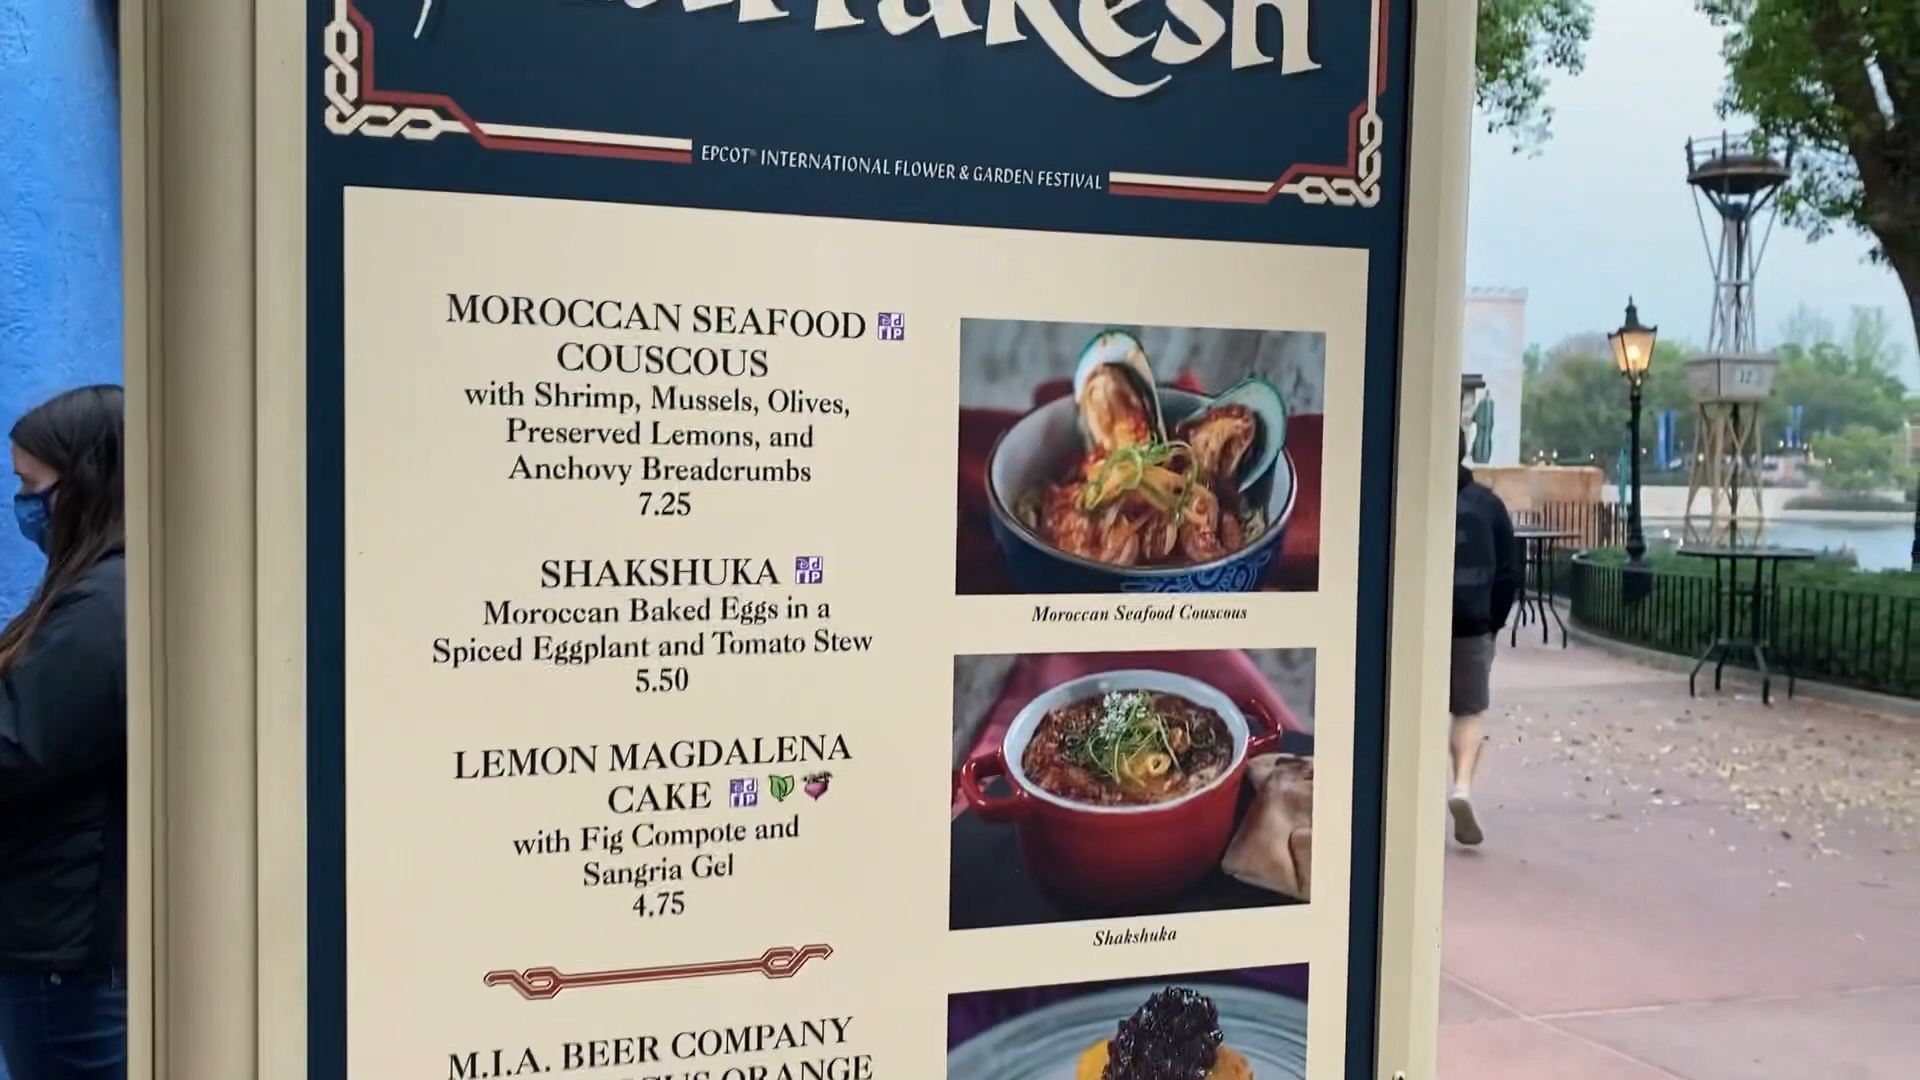 EPCOT® INTERNATIONAL FLOWER & GARDEN FESTIVAL
MOROCCAN SEAFOOD
COUSCOUS
with Shrimp, Mussels, Olives,
Preserved Lemons, and
Anchovy Breadcrumbs
7.25
SHAKSHUKA
Moroccan Baked Eggs in a
Spiced Eggplant and Tomato Stew
5.50
LEMON MAGDALENA
CAKE
with Fig Compote and
Sangria Gel
4.75
M.I.A. BEER COMPANY
ORANGE
Moroccan Seafood Couscous
Shakshuka